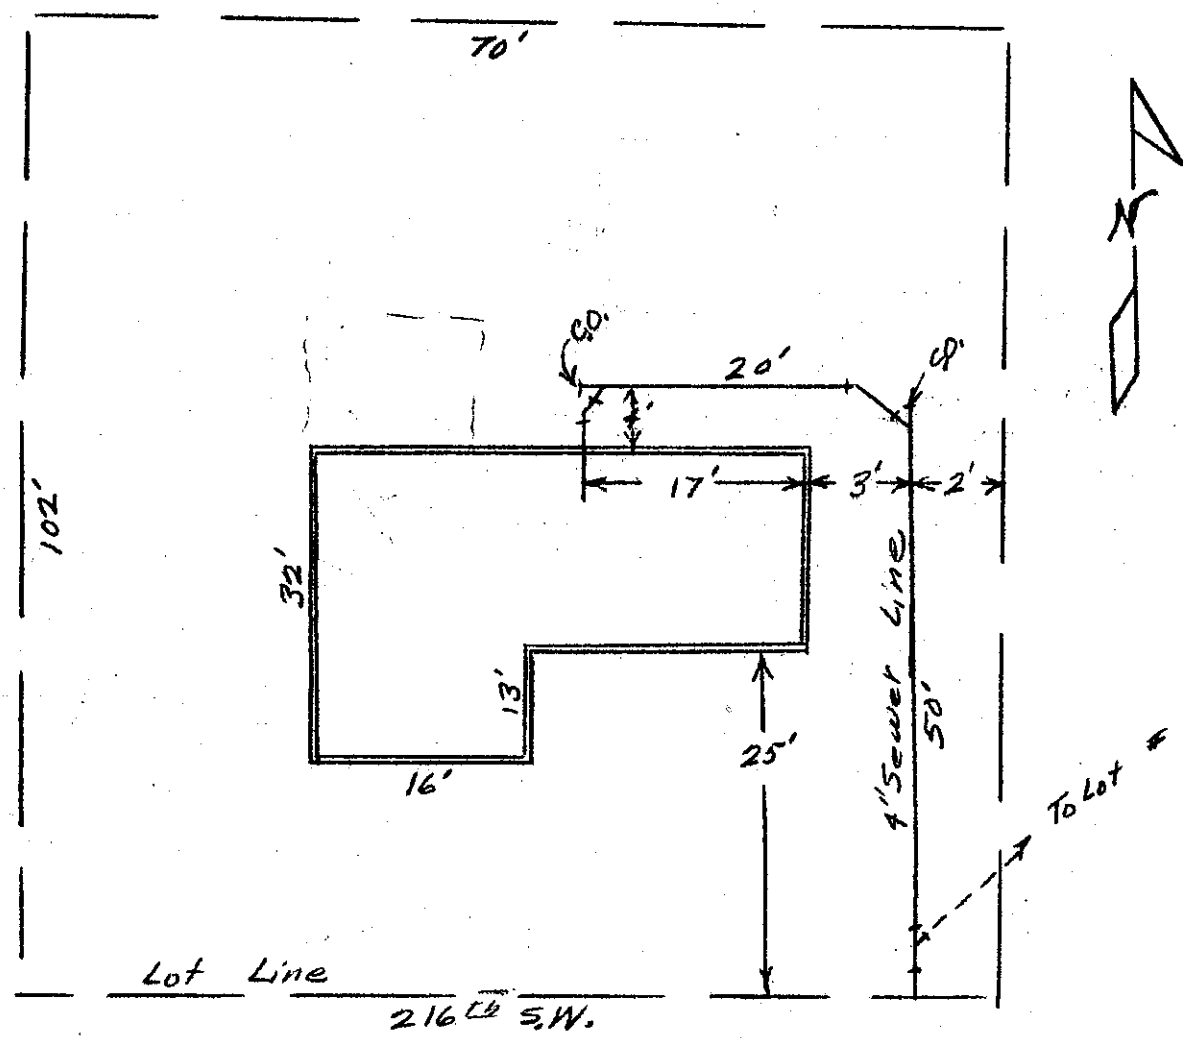 70'
N
C.O.
20'
C.O.
17'
3'
2'
102'
32'
4" Sewer Line
50'
13'
25'
16'
To Lot
Lot Line
216th S.W.